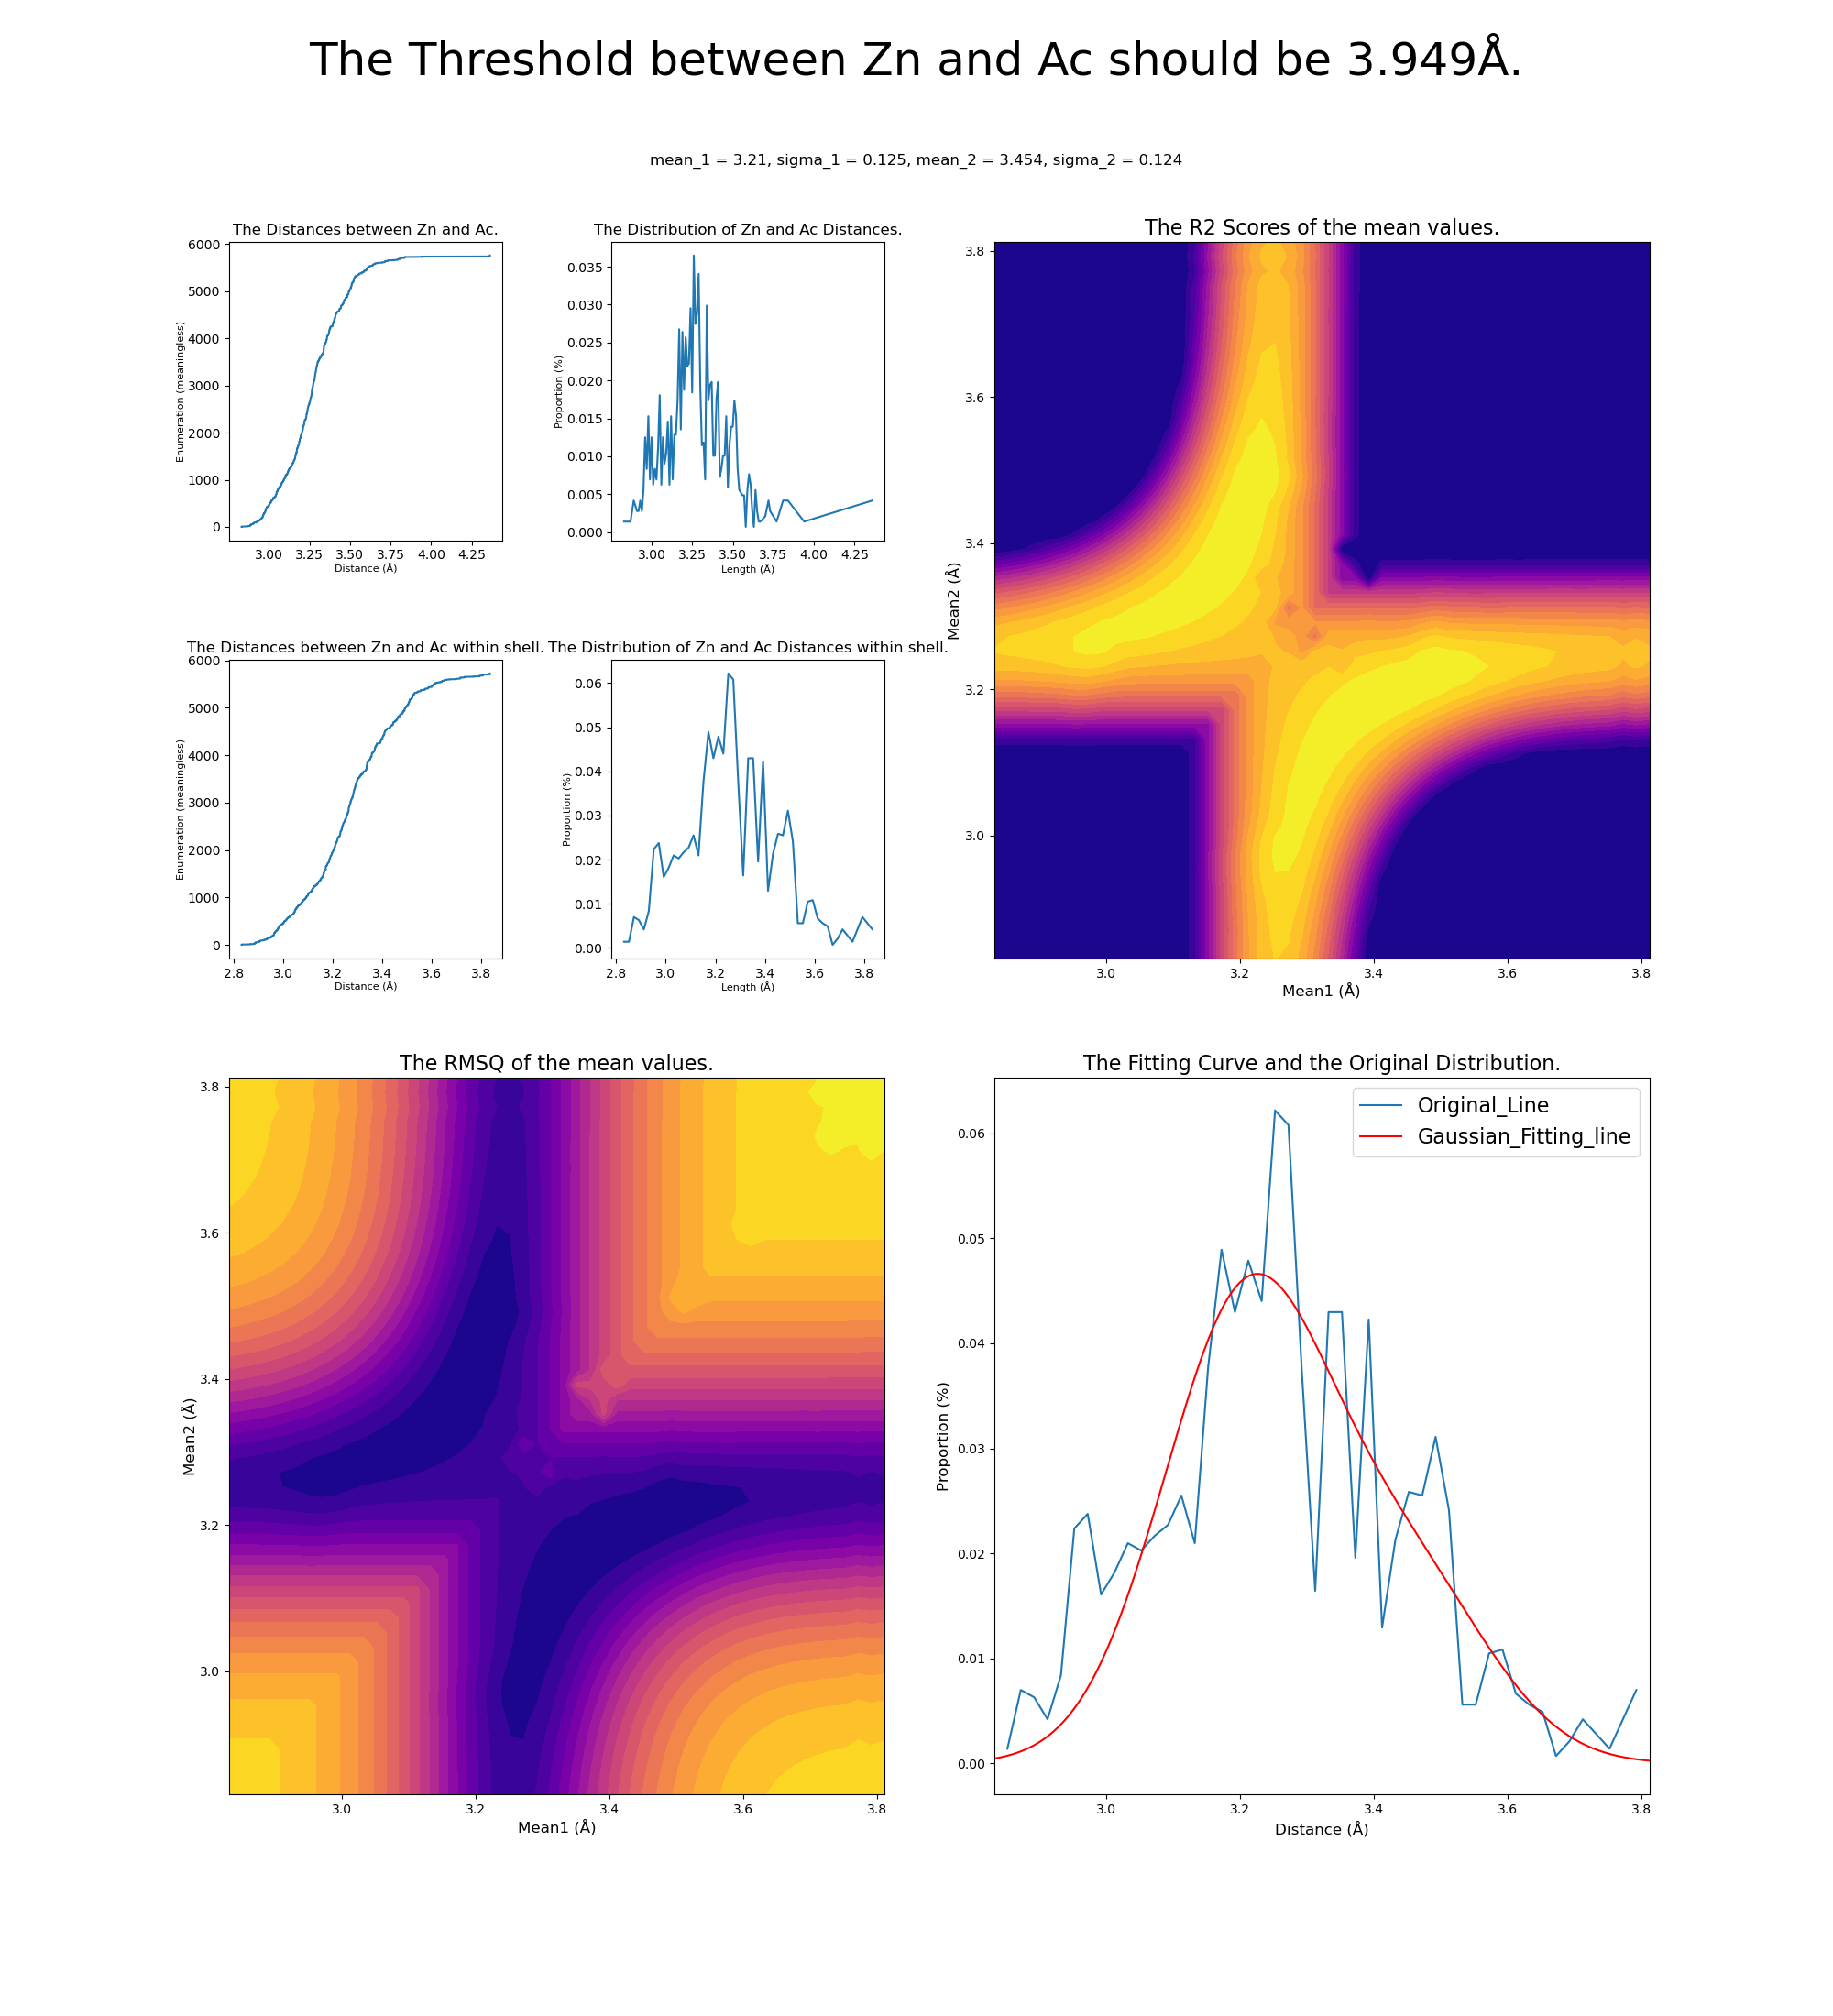 The Threshold between Zn and Ac should be 3.949Å.
mean_1 = 3.21, sigma_1 = 0.125, mean_2 = 3.454, sigma_2 = 0.124
The Distances between Zn and Ac.
6000
5000
4000
3000
2000
1000
0
Enumeration (meaningless)
3.00 3.25 3.50 3.75 4.00 4.25
Distance (Å)
The Distribution of Zn and Ac Distances.
0.035
0.030
0.025
0.020
0.015
0.010
0.005
0.000
Proportion (%)
3.00 3.25 3.50 3.75 4.00 4.25
Length (Å)
The R2 Scores of the mean values.
3.8
3.6
3.4
3.2
3.0
Mean2 (Å)
3.0 3.2 3.4 3.6 3.8
Mean1 (Å)
The Distances between Zn and Ac within shell.
6000
5000
4000
3000
2000
1000
0
Enumeration (meaningless)
2.8 3.0 3.2 3.4 3.6 3.8
Distance (Å)
The Distribution of Zn and Ac Distances within shell.
0.06
0.05
0.04
0.03
0.02
0.01
0.00
Proportion (%)
2.8 3.0 3.2 3.4 3.6 3.8
Length (Å)
The RMSQ of the mean values.
3.8
3.6
3.4
3.2
3.0
Mean2 (Å)
3.0 3.2 3.4 3.6 3.8
Mean1 (Å)
The Fitting Curve and the Original Distribution.
Original_Line
Gaussian_Fitting_line
0.06
0.05
0.04
0.03
0.02
0.01
0.00
Proportion (%)
3.0 3.2 3.4 3.6 3.8
Distance (Å)